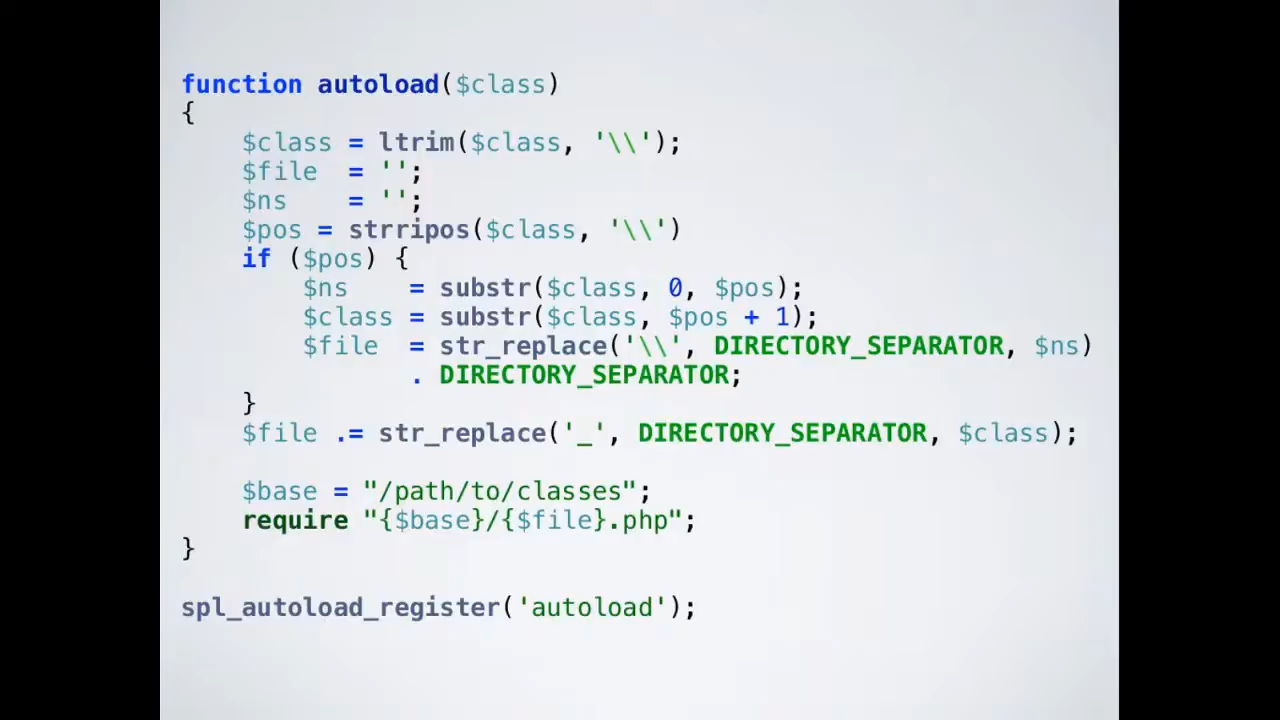 function autoload($class)
{
    $class = ltrim($class, '\\');
    $file  = '';
    $ns    = '';
    $pos = strripos($class, '\\')
    if ($pos) {
        $ns    = substr($class, 0, $pos);
        $class = substr($class, $pos + 1);
        $file  = str_replace('\\', DIRECTORY_SEPARATOR, $ns)
               . DIRECTORY_SEPARATOR;
    }
    $file .= str_replace('_', DIRECTORY_SEPARATOR, $class);

    $base = "/path/to/classes";
    require "{$base}/{$file}.php";
}

spl_autoload_register('autoload');